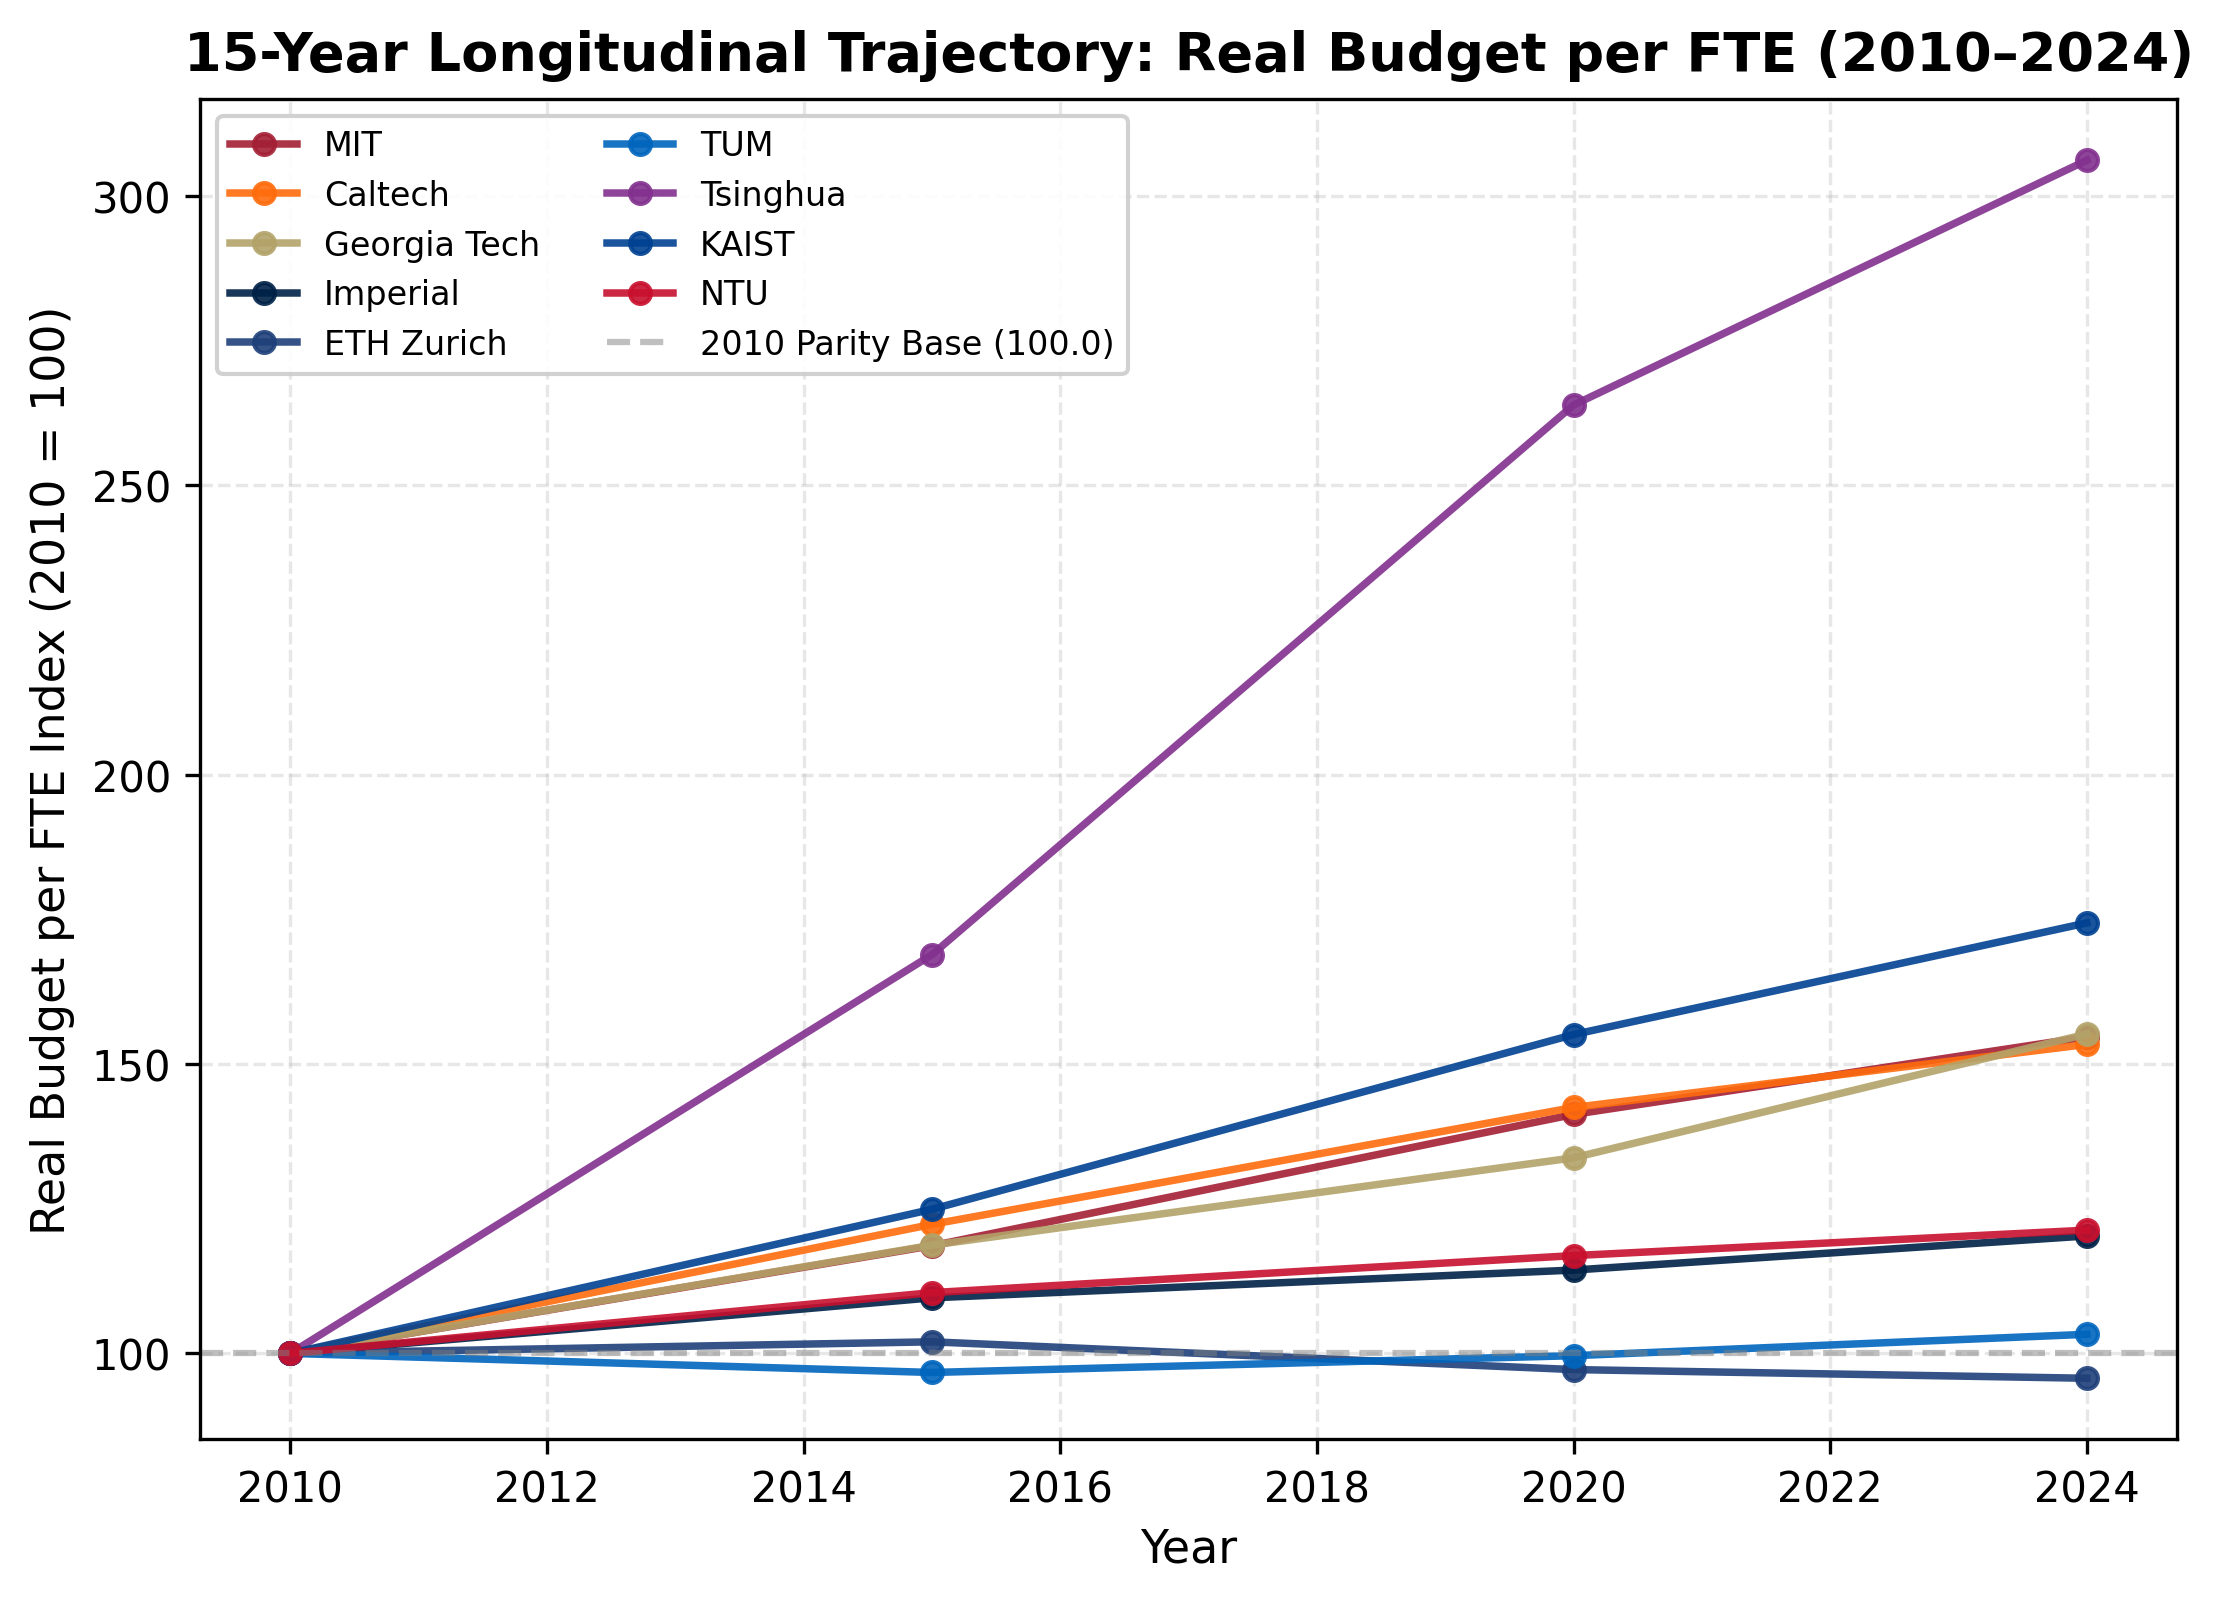 15-Year Longitudinal Trajectory: Real Budget per FTE (2010–2024)
MIT
Caltech
Georgia Tech
Imperial
ETH Zurich
TUM
Tsinghua
KAIST
NTU
2010 Parity Base (100.0)
Real Budget per FTE Index (2010 = 100)
300
250
200
150
100
2010 2012 2014 2016 2018 2020 2022 2024
Year